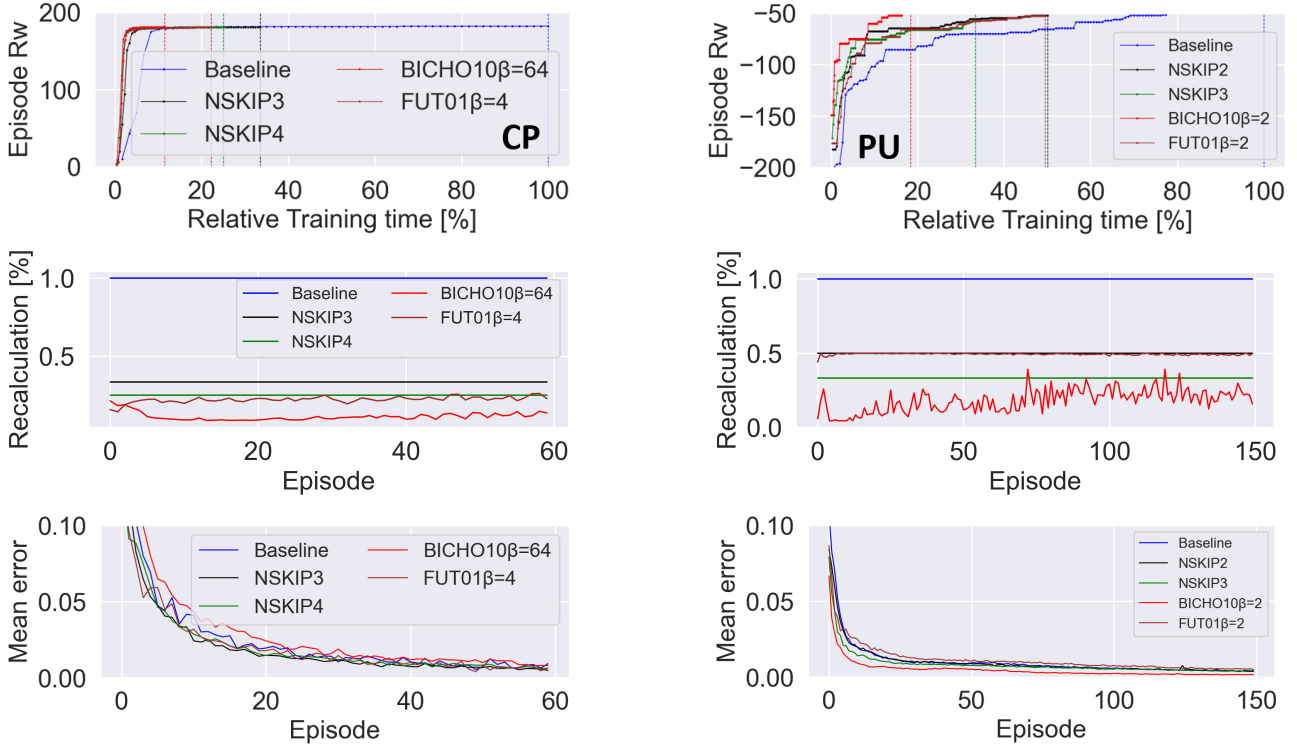 Episode Rw
200
100
0
Baseline
NSKIP3
NSKIP4
BICHO10β=64
FUT01β=4
CP
0 20 40 60 80 100
Relative Training time [%]
Episode Rw
−50
−100
−150
−200
Baseline
NSKIP2
NSKIP3
BICHO10β=2
FUT01β=2
PU
0 20 40 60 80 100
Relative Training time [%]
Recalculation [%]
1.0
0.5
Baseline
NSKIP3
NSKIP4
BICHO10β=64
FUT01β=4
0 20 40 60
Episode
Recalculation [%]
1.0
0.5
0.0
0 50 100 150
Episode
Mean error
0.10
0.05
0.00
Baseline
NSKIP3
NSKIP4
BICHO10β=64
FUT01β=4
0 20 40 60
Episode
Mean error
0.10
0.05
0.00
Baseline
NSKIP2
NSKIP3
BICHO10β=2
FUT01β=2
0 50 100 150
Episode